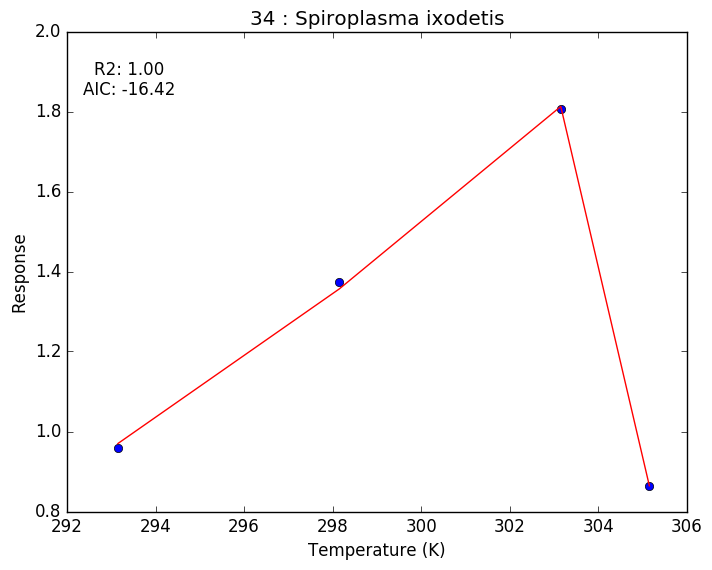 34 : Spiroplasma ixodetis
R2: 1.00
AIC: -16.42
2.0
1.8
1.6
1.4
1.2
1.0
0.8
Response
292 294 296 298 300 302 304 306
Temperature (K)